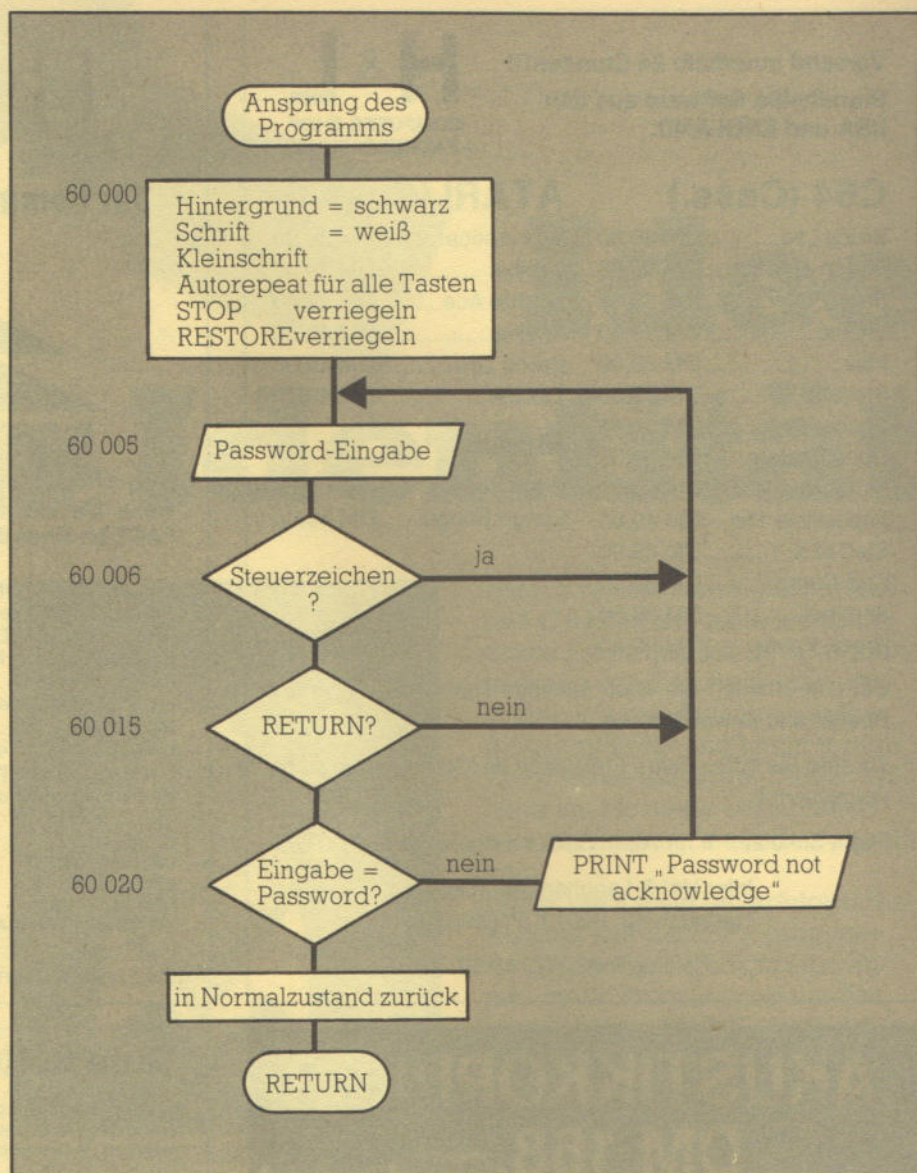 Ansprung des
Programms
60 000
Hintergrund = schwarz
Schrift = weiß
Kleinschrift
Autorepeat für alle Tasten
STOP verriegeln
RESTOREverriegeln
60 005
Password-Eingabe
60 006
Steuerzeichen
?
ja
60 015
RETURN?
nein
60 020
Eingabe =
Password?
nein
PRINT „Password not
acknowledge“
in Normalzustand zurück
RETURN